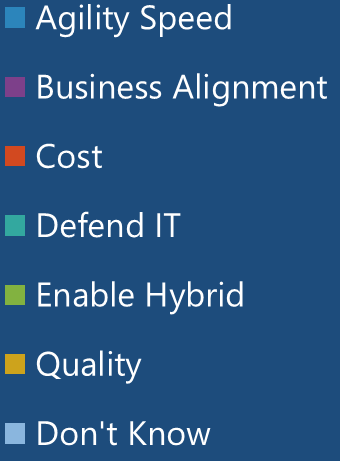 Agility Speed
Business Alignment
Cost
Defend IT
Enable Hybrid
Quality
Don't Know